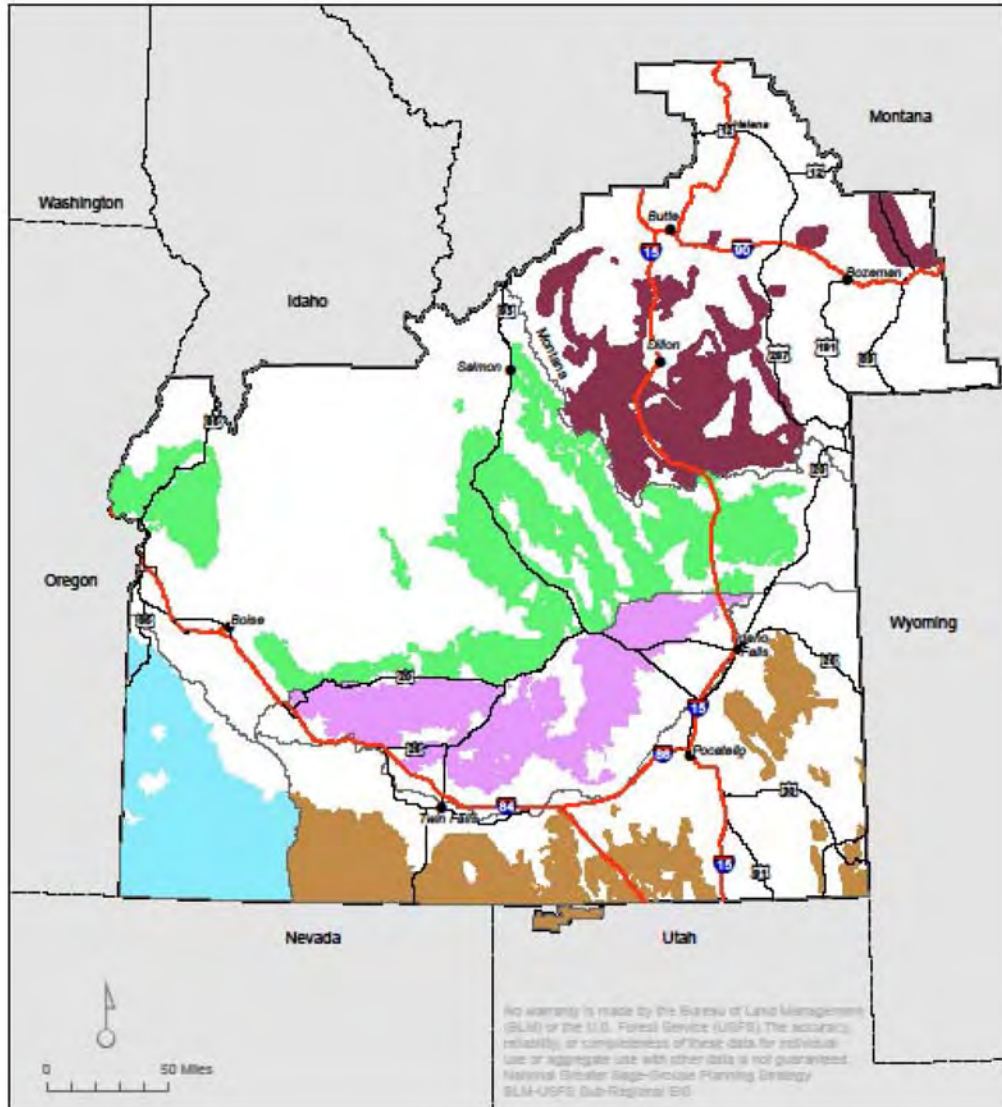 Montana
12
Helena
12
Washington
Butte
15
90
Bozeman
Idaho
93
Montana
Dillon
287
191
89
Salmon
20
Oregon
Boise
Wyoming
Idaho
Falls
26
20
15
86
Pocatello
Twin Falls
84
30
15
91
Nevada
Utah
No warranty is made by the Bureau of Land Management
(BLM) or the U.S. Forest Service (USFS). The accuracy,
reliability, or completeness of these data for individual
use or aggregate use with other data is not guaranteed.
National Greater Sage-Grouse Planning Strategy
BLM-USFS Sub-Regional EIS
0 50 Miles